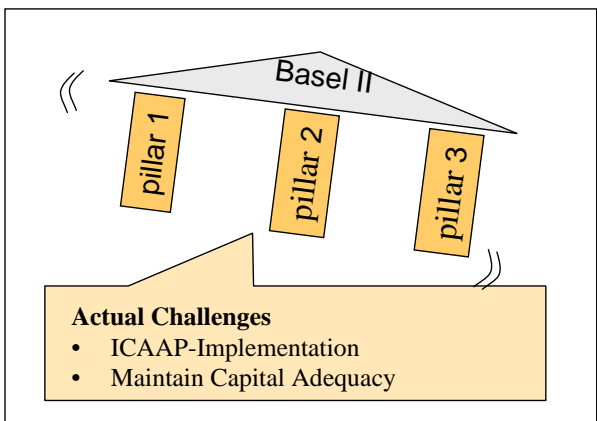 Basel II
pillar 1
pillar 2
pillar 3
Actual Challenges
• ICAAP-Implementation
• Maintain Capital Adequacy